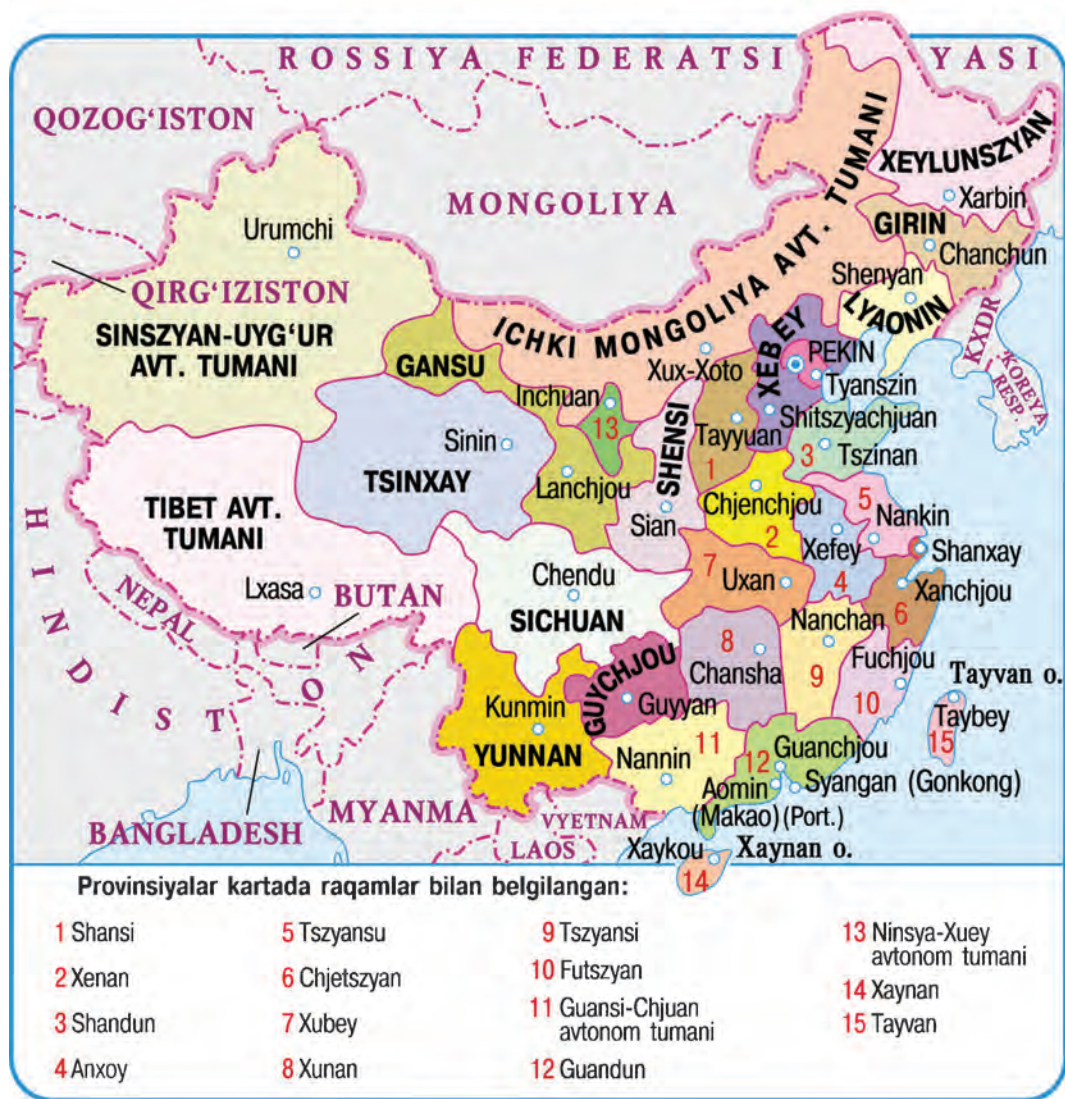 ROSSIYA FEDERATSIYASI
QOZOG‘ISTON
MONGOLIYA
XEYLUNSZYAN
Xarbin
GIRIN
Chanchun
Urumchi
QIRG‘IZISTON
SINSZYAN-UYG‘UR
AVT. TUMANI
ICHKI MONGOLIYA AVT. TUMANI
Shenyan
LYAONIN
KXDR
KOREYA
RESP.
GANSU
Xux-Xoto
XEBEY
PEKIN
Tyanszin
Inchuan
13
Shitszyachjuan
Tayyuan
1
3
Tszinan
Sinin
TSINXAY
SHENSI
Lanchjou
Sian
Chjenchjou
2
5
Nankin
Xefey
4
6
Shanxay
TIBET AVT.
TUMANI
Lxasa
HINDISTON
NEPAL
BUTAN
Chendu
SICHUAN
7
Uxan
Xanchjou
6
Nanchan
9
8
Chansha
Fuchjou
10
Tayvan o.
Taybey
15
GUYCHJOU
Guyyan
Kunmin
YUNNAN
11
Nannin
12
Guanchjou
Aomin
(Makao) (Port.)
Syangan (Gonkong)
BANGLADESH
MYANMA
VYETNAM
LAOS
Xaykou
Xaynan o.
14
Provinsiyalar kartada raqamlar bilan belgilangan:
1 Shansi
2 Xenan
3 Shandun
4 Anxoy
5 Tszyansu
6 Chjetszyan
7 Xubey
8 Xunan
9 Tszyansi
10 Futszyan
11 Guansi-Chjuan
avtonom tumani
12 Guandun
13 Ninsya-Xuey
avtonom tumani
14 Xaynan
15 Tayvan